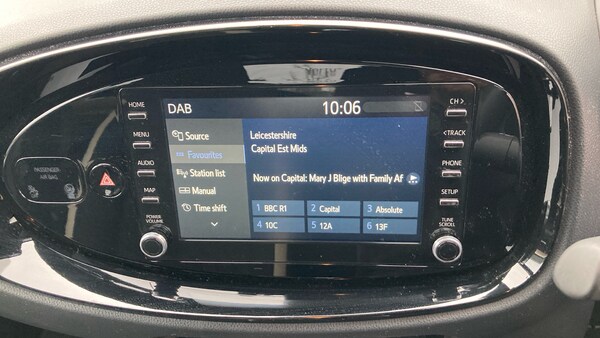 DAB
10:06
HOME
MENU
AUDIO
MAP
POWER
VOLUME
CH >
<TRACK
PHONE
SETUP
TUNE
SCROLL
PASSENGER
AIR BAG
Source
Favourites
Station list
Manual
Time shift
Leicestershire
Capital Est Mids
Now on Capital: Mary J Blige with Family Af
1 BBC R1
2 Capital
3 Absolute
4 10C
5 12A
6 13F